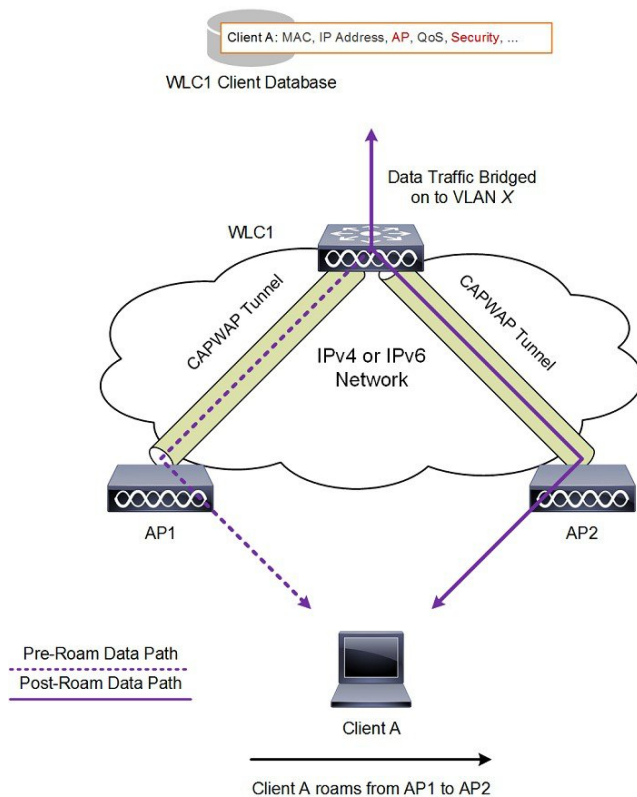 Client A: MAC, IP Address, AP, QoS, Security, ...
WLC1 Client Database
Data Traffic Bridged
on to VLAN X
WLC1
CAPWAP Tunnel
CAPWAP Tunnel
IPv4 or IPv6
Network
AP1
AP2
Pre-Roam Data Path
Post-Roam Data Path
Client A
Client A roams from AP1 to AP2